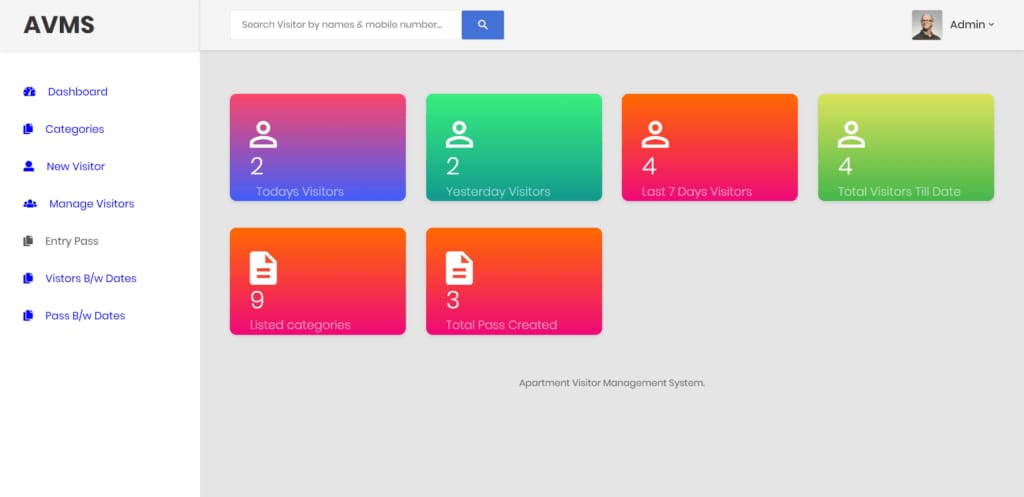 AVMS
Search Visitor by names & mobile number...
Admin
Dashboard
Categories
New Visitor
Manage Visitors
Entry Pass
Vistors B/w Dates
Pass B/w Dates
2
Todays Visitors
2
Yesterday Visitors
4
Last 7 Days Visitors
4
Total Visitors Till Date
9
Listed categories
3
Total Pass Created
Apartment Visitor Management System.